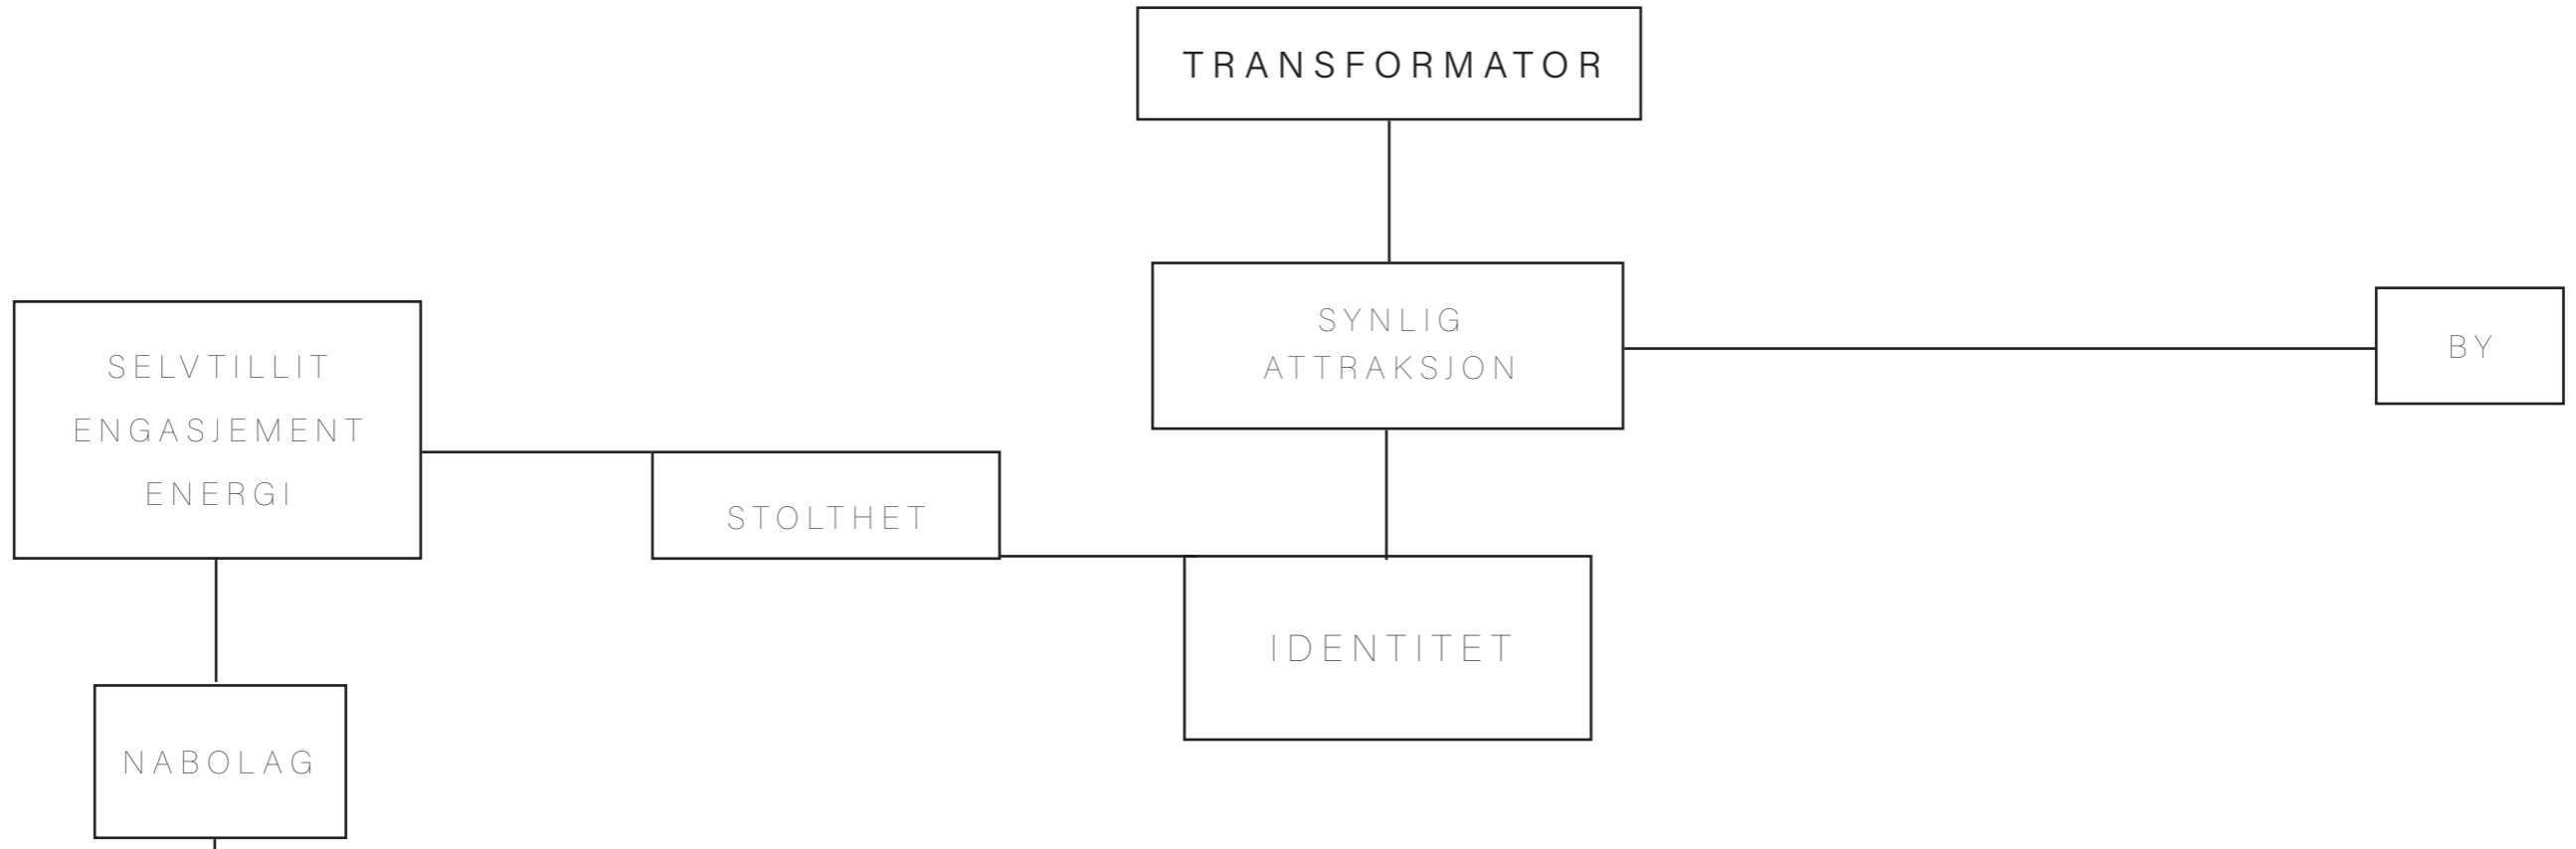 TRANSFORMATOR
SYNLIG
ATTRAKSJON
BY
SELVTILLIT
ENGASJEMENT
ENERGI
STOLTHET
IDENTITET
NABOLAG